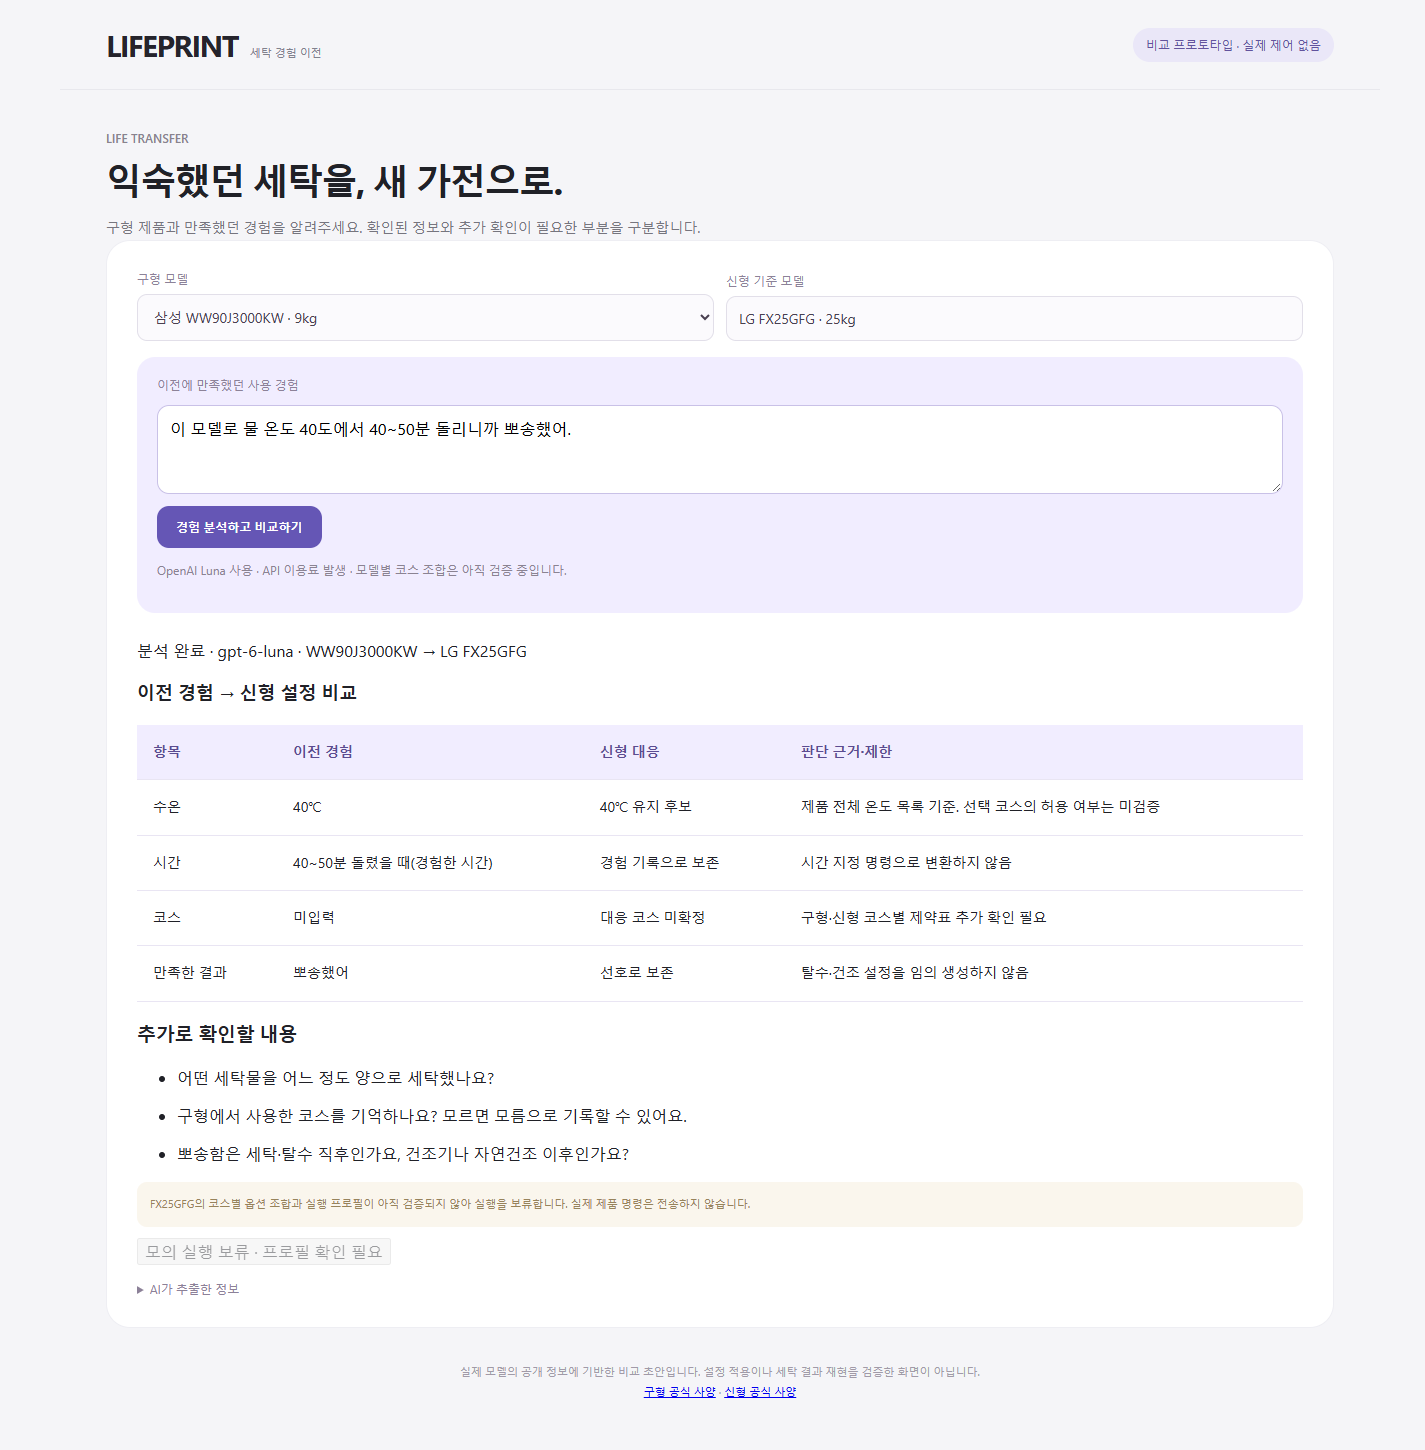 LIFEPRINT 세탁 경험 이전
비교 프로토타입 · 실제 제어 없음
LIFE TRANSFER
익숙했던 세탁을, 새 가전으로.
구형 제품과 만족했던 경험을 알려주세요. 확인된 정보와 추가 확인이 필요한 부분을 구분합니다.
구형 모델
삼성 WW90J3000KW · 9kg
신형 기준 모델
LG FX25GFG · 25kg
이전에 만족했던 사용 경험
이 모델로 물 온도 40도에서 40~50분 돌리니까 뽀송했어.
경험 분석하고 비교하기
OpenAI Luna 사용 · API 이용료 발생 · 모델별 코스 조합은 아직 검증 중입니다.
분석 완료 · gpt-6-luna · WW90J3000KW → LG FX25GFG
이전 경험 → 신형 설정 비교
항목 이전 경험 신형 대응 판단 근거·제한
수온 40℃ 40℃ 유지 후보 제품 전체 온도 목록 기준. 선택 코스의 허용 여부는 미검증
시간 40~50분 돌렸을 때(경험한 시간) 경험 기록으로 보존 시간 지정 명령으로 변환하지 않음
코스 미입력 대응 코스 미확정 구형·신형 코스별 제약표 추가 확인 필요
만족한 결과 뽀송했어 선호로 보존 탈수·건조 설정을 임의 생성하지 않음
추가로 확인할 내용
• 어떤 세탁물을 어느 정도 양으로 세탁했나요?
• 구형에서 사용한 코스를 기억하나요? 모르면 모름으로 기록할 수 있어요.
• 뽀송함은 세탁·탈수 직후인가요, 건조기나 자연건조 이후인가요?
FX25GFG의 코스별 옵션 조합과 실행 프로필이 아직 검증되지 않아 실행을 보류합니다. 실제 제품 명령은 전송하지 않습니다.
모의 실행 보류 · 프로필 확인 필요
▶ AI가 추출한 정보
실제 모델의 공개 정보에 기반한 비교 초안입니다. 설정 적용이나 세탁 결과 재현을 검증한 화면이 아닙니다.
구형 공식 사양 · 신형 공식 사양